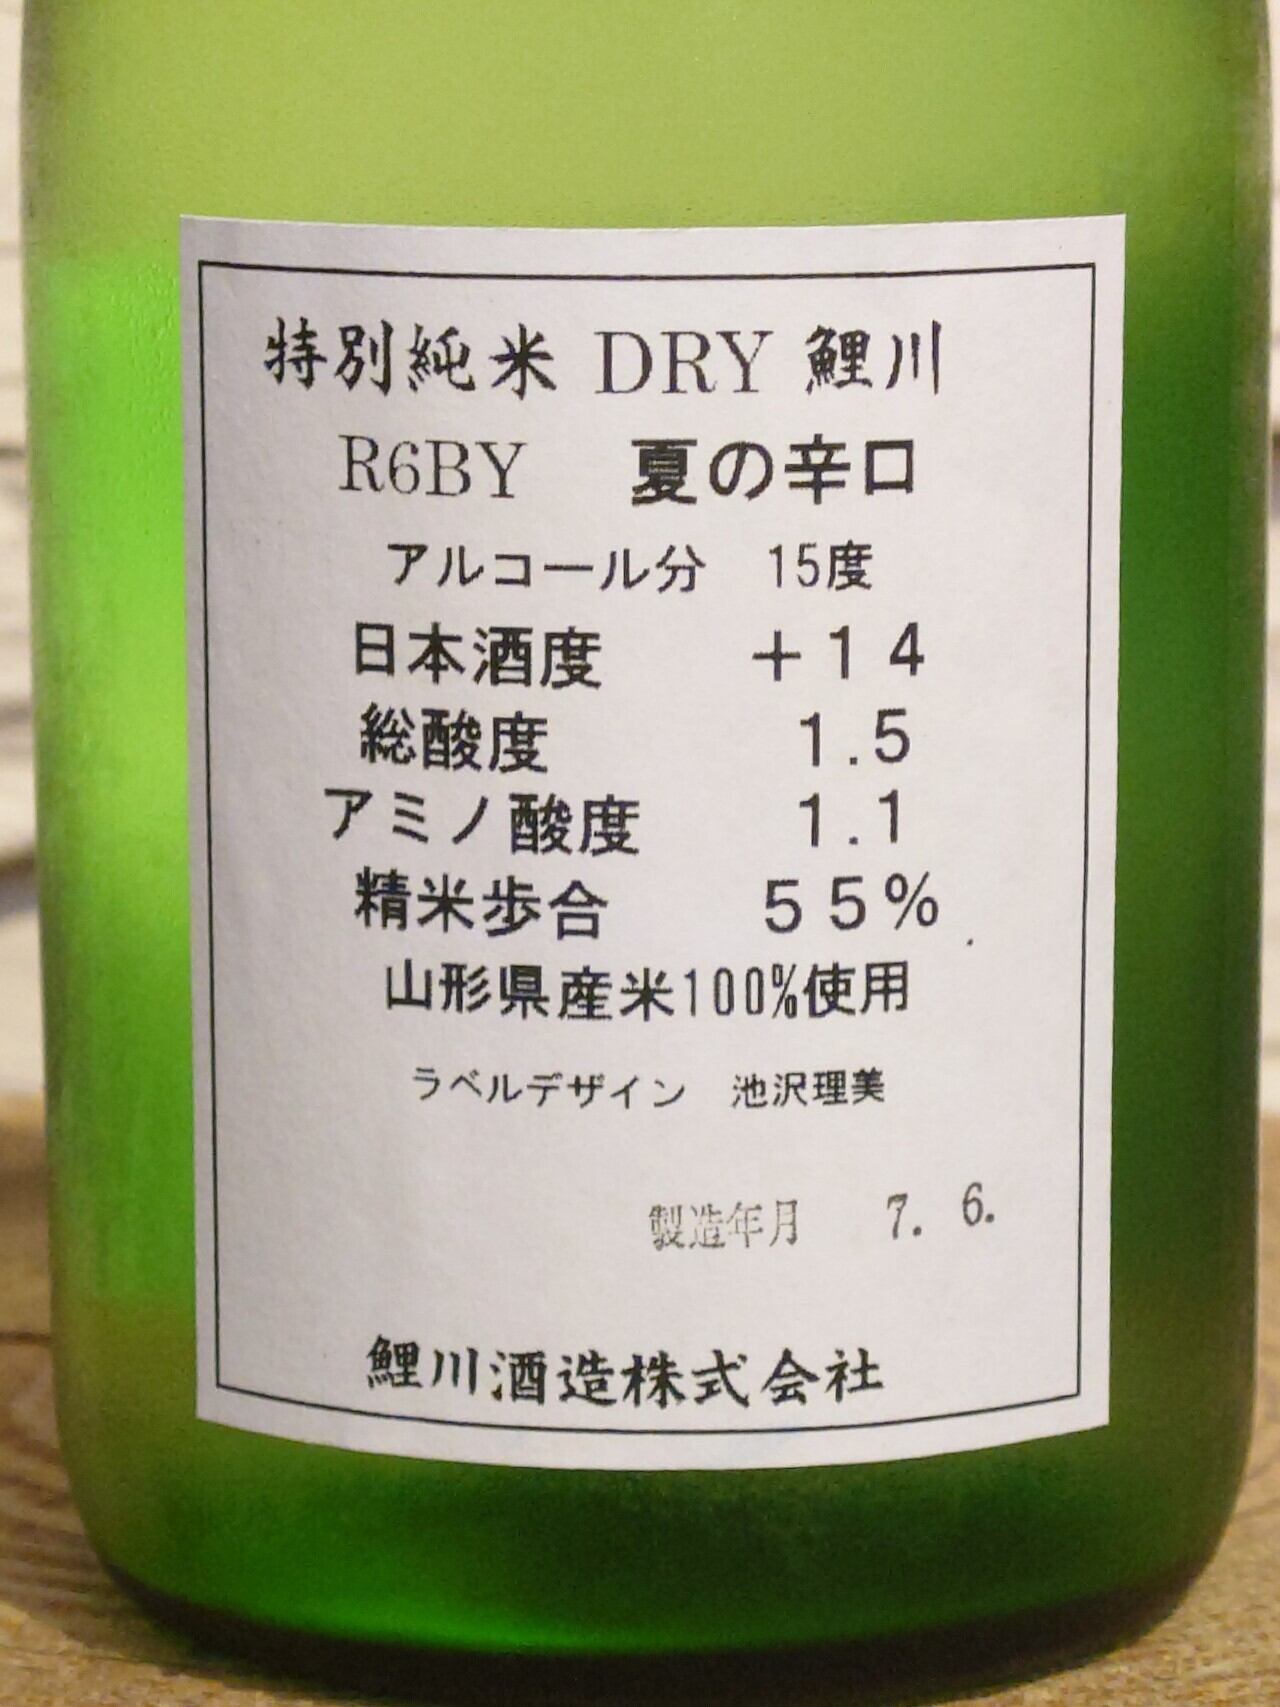 特別純米 DRY 鯉川
R6BY 夏の辛口
アルコール分 15度
日本酒度 +14
総酸度 1.5
アミノ酸度 1.1
精米歩合 55%
山形県産米100%使用
ラベルデザイン 池沢理美
製造年月 7. 6.
鯉川酒造株式会社